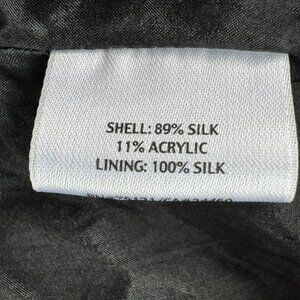 SHELL: 89% SILK
11% ACRYLIC
LINING: 100% SILK